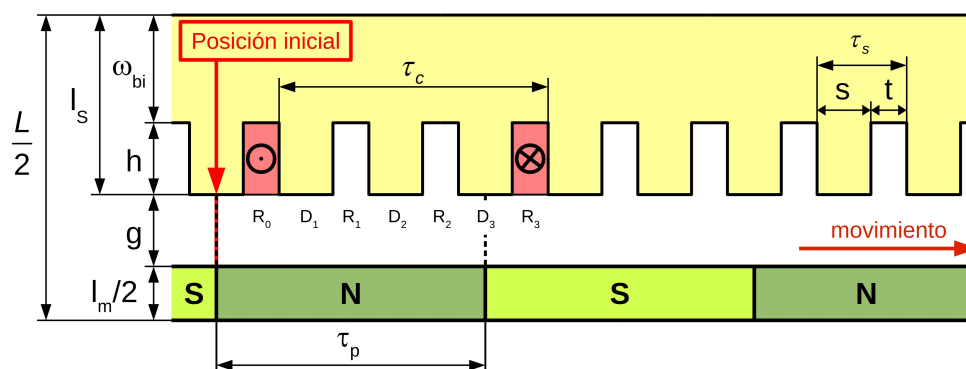 Posición inicial
τc
τs
ωbi
s
t
lS
L
2
h
R0 D1 R1 D2 R2 D3 R3
g
movimiento
lm/2
S N S N
τp